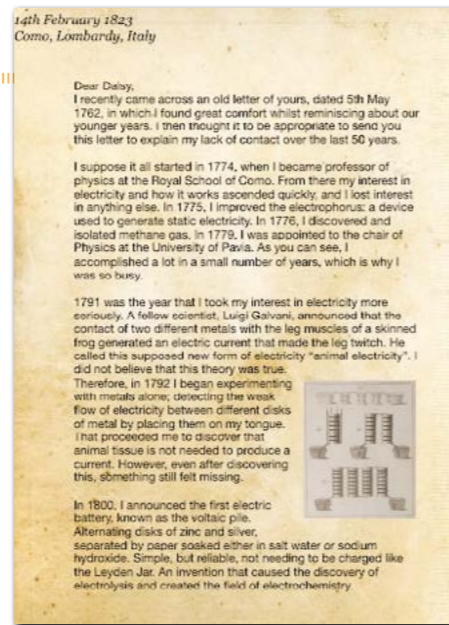 14th February 1823
Como, Lombardy, Italy
Dear Daisy,
I recently came across an old letter of yours, dated 5th May
1762, in which I found great comfort whilst reminiscing about our
younger years. I then thought it to be appropriate to send you
this letter to explain my lack of contact over the last 50 years.
I suppose it all started in 1774, when I became professor of
physics at the Royal School of Como. From there my interest in
electricity and how it works ascended quickly, and I lost interest
in anything else. In 1775, I improved the electrophorus: a device
used to generate static electricity. In 1776, I discovered and
isolated methane gas. In 1779, I was appointed to the chair of
Physics at the University of Pavia. As you can see, I
accomplished a lot in a small number of years, which is why I
was so busy.
1791 was the year that I took my interest in electricity more
seriously. A fellow scientist, Luigi Galvani, announced that the
contact of two different metals with the leg muscles of a skinned
frog generated an electric current that made the leg twitch. He
called this supposed new form of electricity “animal electricity”. I
did not believe that this theory was true.
Therefore, in 1792 I began experimenting
with metals alone; detecting the weak
flow of electricity between different disks
of metal by placing them on my tongue.
That proceeded me to discover that
animal tissue is not needed to produce a
current. However, even after discovering
this, something still felt missing.
In 1800, I announced the first electric
battery, known as the voltaic pile.
Alternating disks of zinc and silver,
separated by paper soaked either in salt water or sodium
hydroxide. Simple, but reliable, not needing to be charged like
the Leyden Jar. An invention that caused the discovery of
electrolysis and created the field of electrochemistry.